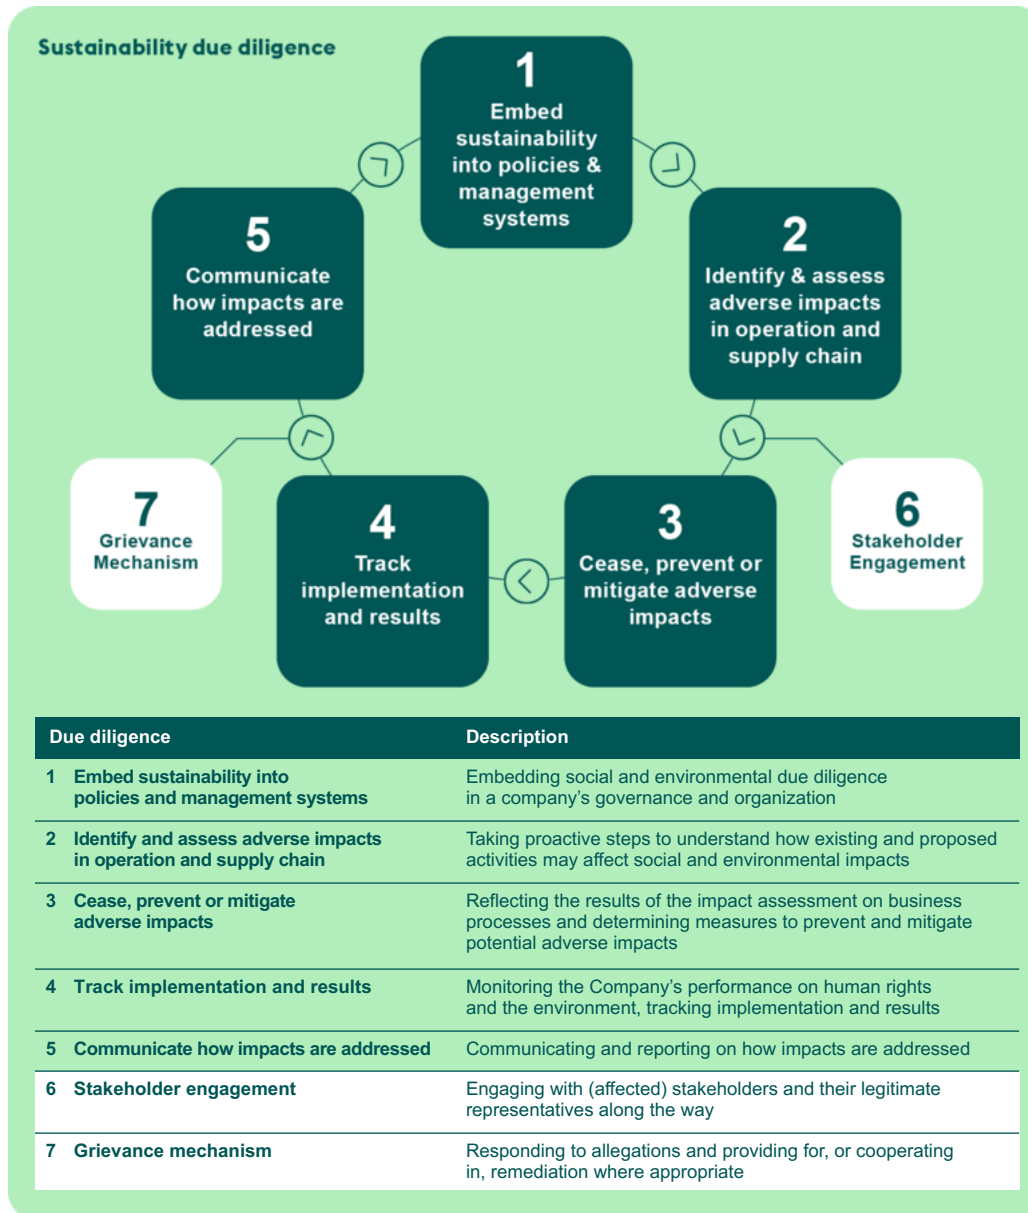 Sustainability due diligence
1
Embed
sustainability
into policies &
management
systems
2
Identify & assess
adverse impacts
in operation and
supply chain
3
Cease, prevent or
mitigate adverse
impacts
4
Track
implementation
and results
5
Communicate
how impacts are
addressed
6
Stakeholder
Engagement
7
Grievance
Mechanism
Due diligence Description
1 Embed sustainability into
policies and management systems
Embedding social and environmental due diligence
in a company's governance and organization
2 Identify and assess adverse impacts
in operation and supply chain
Taking proactive steps to understand how existing and proposed
activities may affect social and environmental impacts
3 Cease, prevent or mitigate
adverse impacts
Reflecting the results of the impact assessment on business
processes and determining measures to prevent and mitigate
potential adverse impacts
4 Track implementation and results
Monitoring the Company's performance on human rights
and the environment, tracking implementation and results
5 Communicate how impacts are addressed
Communicating and reporting on how impacts are addressed
6 Stakeholder engagement
Engaging with (affected) stakeholders and their legitimate
representatives along the way
7 Grievance mechanism
Responding to allegations and providing for, or cooperating
in, remediation where appropriate